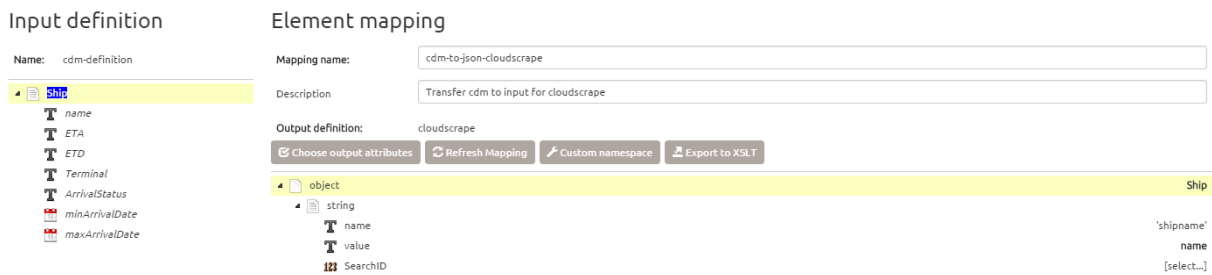 Input definition
Name: cdm-definition
Ship
name
ETA
ETD
Terminal
ArrivalStatus
minArrivalDate
maxArrivalDate
Element mapping
Mapping name: cdm-to-json-cloudscrape
Description Transfer cdm to input for cloudscrape
Output definition: cloudscrape
Choose output attributes Refresh Mapping Custom namespace Export to XSLT
object Ship
string
name 'shipname'
value name
123 SearchID [select...]